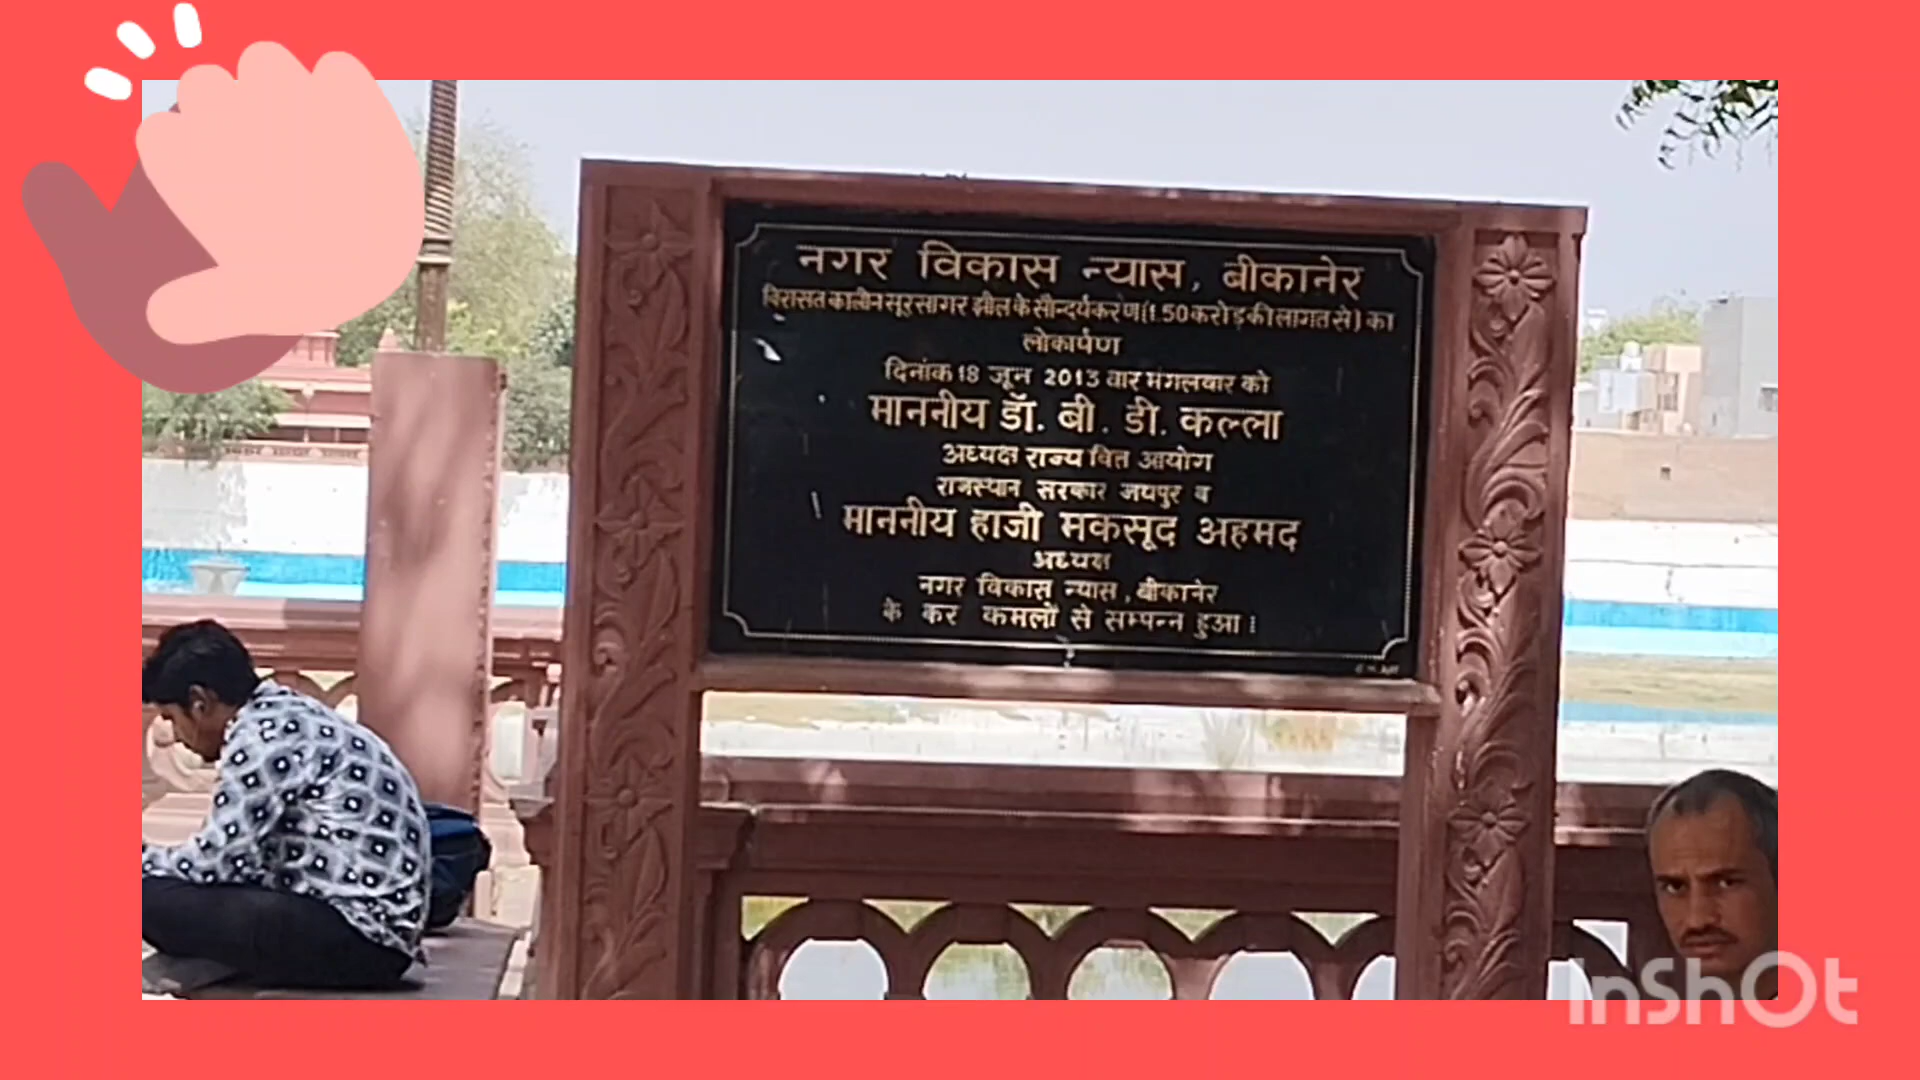 नगर विकास न्यास, बीकानेर
विरासत कालीन सूरसागर झील के सौन्दर्यकरण (1.50 करोड़ की लागत से) का
लोकार्पण
दिनांक 18 जून 2013 वार मंगलवार को
माननीय डॉ. बी. डी. कल्ला
अध्यक्ष राज्य वित्त आयोग
राजस्थान सरकार जयपुर व
माननीय हाजी मकसूद अहमद
अध्यक्ष
नगर विकास न्यास, बीकानेर
के कर कमलों से सम्पन्न हुआ।
InShOt